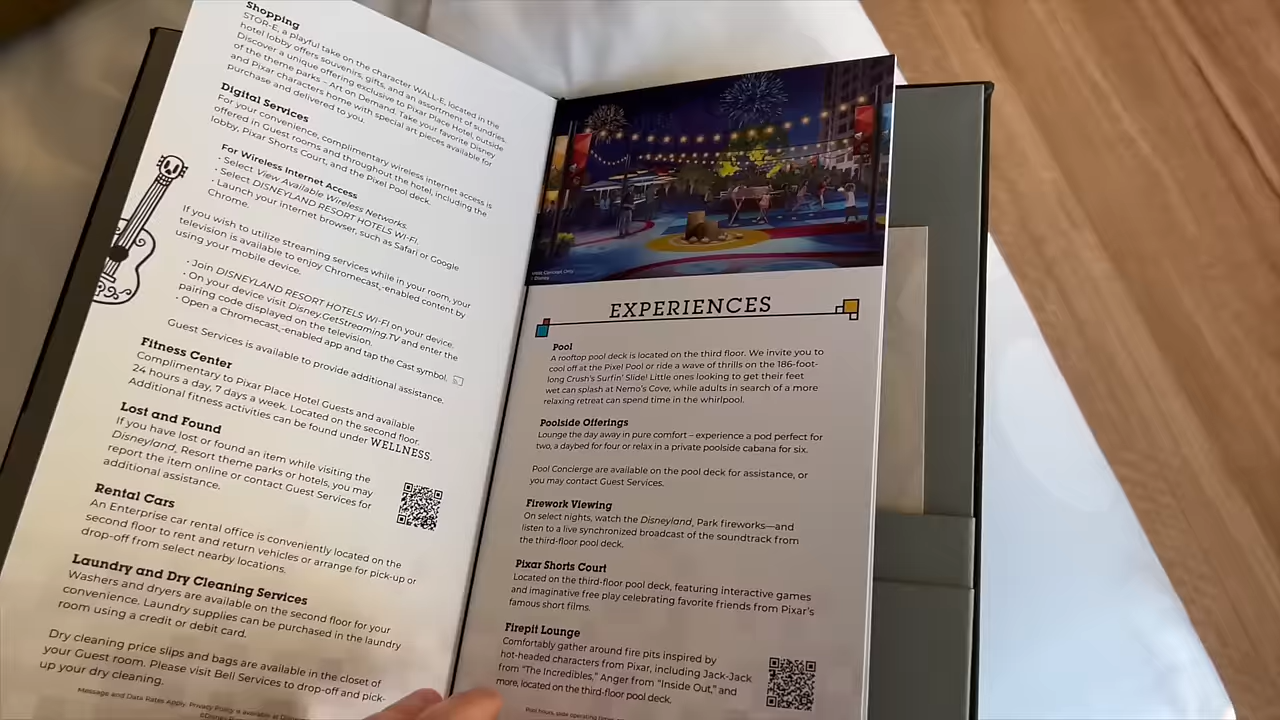 Shopping
STOR-E, a playful take on the character WALL-E, located in the
hotel lobby offers souvenirs, gifts, and an assortment of sundries.
Discover a unique offering exclusive to Pixar Place Hotel, outside
of the theme parks – Art on Demand. Take your favorite Disney
and Pixar characters home with special art pieces available for
purchase and delivered to you.
Digital Services
For your convenience, complimentary wireless internet access is
offered in Guest rooms and throughout the hotel, including the
lobby, Pixar Shorts Court, and the Pixel Pool deck.
For Wireless Internet Access
• Select View Available Wireless Networks.
• Select DISNEYLAND RESORT HOTELS WI-FI.
• Launch your internet browser, such as Safari or Google
Chrome.
If you wish to utilize streaming services while in your room, your
television is available to enjoy Chromecast-enabled content by
using your mobile device.
• Join DISNEYLAND RESORT HOTELS WI-FI on your device.
• On your device visit Disney.GetStreaming.TV and enter the
pairing code displayed on the television.
• Open a Chromecast-enabled app and tap the Cast symbol.
Guest Services is available to provide additional assistance.
Fitness Center
Complimentary to Pixar Place Hotel Guests and available
24 hours a day, 7 days a week. Located on the second floor.
Additional fitness activities can be found under WELLNESS.
Lost and Found
If you have lost or found an item while visiting the
Disneyland® Resort theme parks or hotels, you may
report the item online or contact Guest Services for
additional assistance.
Rental Cars
An Enterprise car rental office is conveniently located on the
second floor to rent and return vehicles or arrange for pick-up or
drop-off from select nearby locations.
Laundry and Dry Cleaning Services
Washers and dryers are available on the second floor for your
convenience. Laundry supplies can be purchased in the laundry
room using a credit or debit card.
Dry cleaning price slips and bags are available in the closet of
your Guest room. Please visit Bell Services to drop-off and pick-
up your dry cleaning.
Message and Data Rates Apply. Privacy Policy is available at
©Disney
Concept Only
Disney
EXPERIENCES
Pool
A rooftop pool deck is located on the third floor. We invite you to
cool off at the Pixel Pool or ride a wave of thrills on the 186-foot-
long Crush's Surfin' Slide! Little ones looking to get their feet
wet can splash at Nemo's Cove, while adults in search of a more
relaxing retreat can spend time in the whirlpool.
Poolside Offerings
Lounge the day away in pure comfort – experience a pod perfect for
two, a daybed for four or relax in a private poolside cabana for six.
Pool Concierge are available on the pool deck for assistance, or
you may contact Guest Services.
Firework Viewing
On select nights, watch the Disneyland® Park fireworks—and
listen to a live synchronized broadcast of the soundtrack from
the third-floor pool deck.
Pixar Shorts Court
Located on the third-floor pool deck, featuring interactive games
and imaginative free play celebrating favorite friends from Pixar's
famous short films.
Firepit Lounge
Comfortably gather around fire pits inspired by
hot-headed characters from Pixar, including Jack-Jack
from "The Incredibles," Anger from "Inside Out," and
more, located on the third-floor pool deck.
Pool hours, slide operating